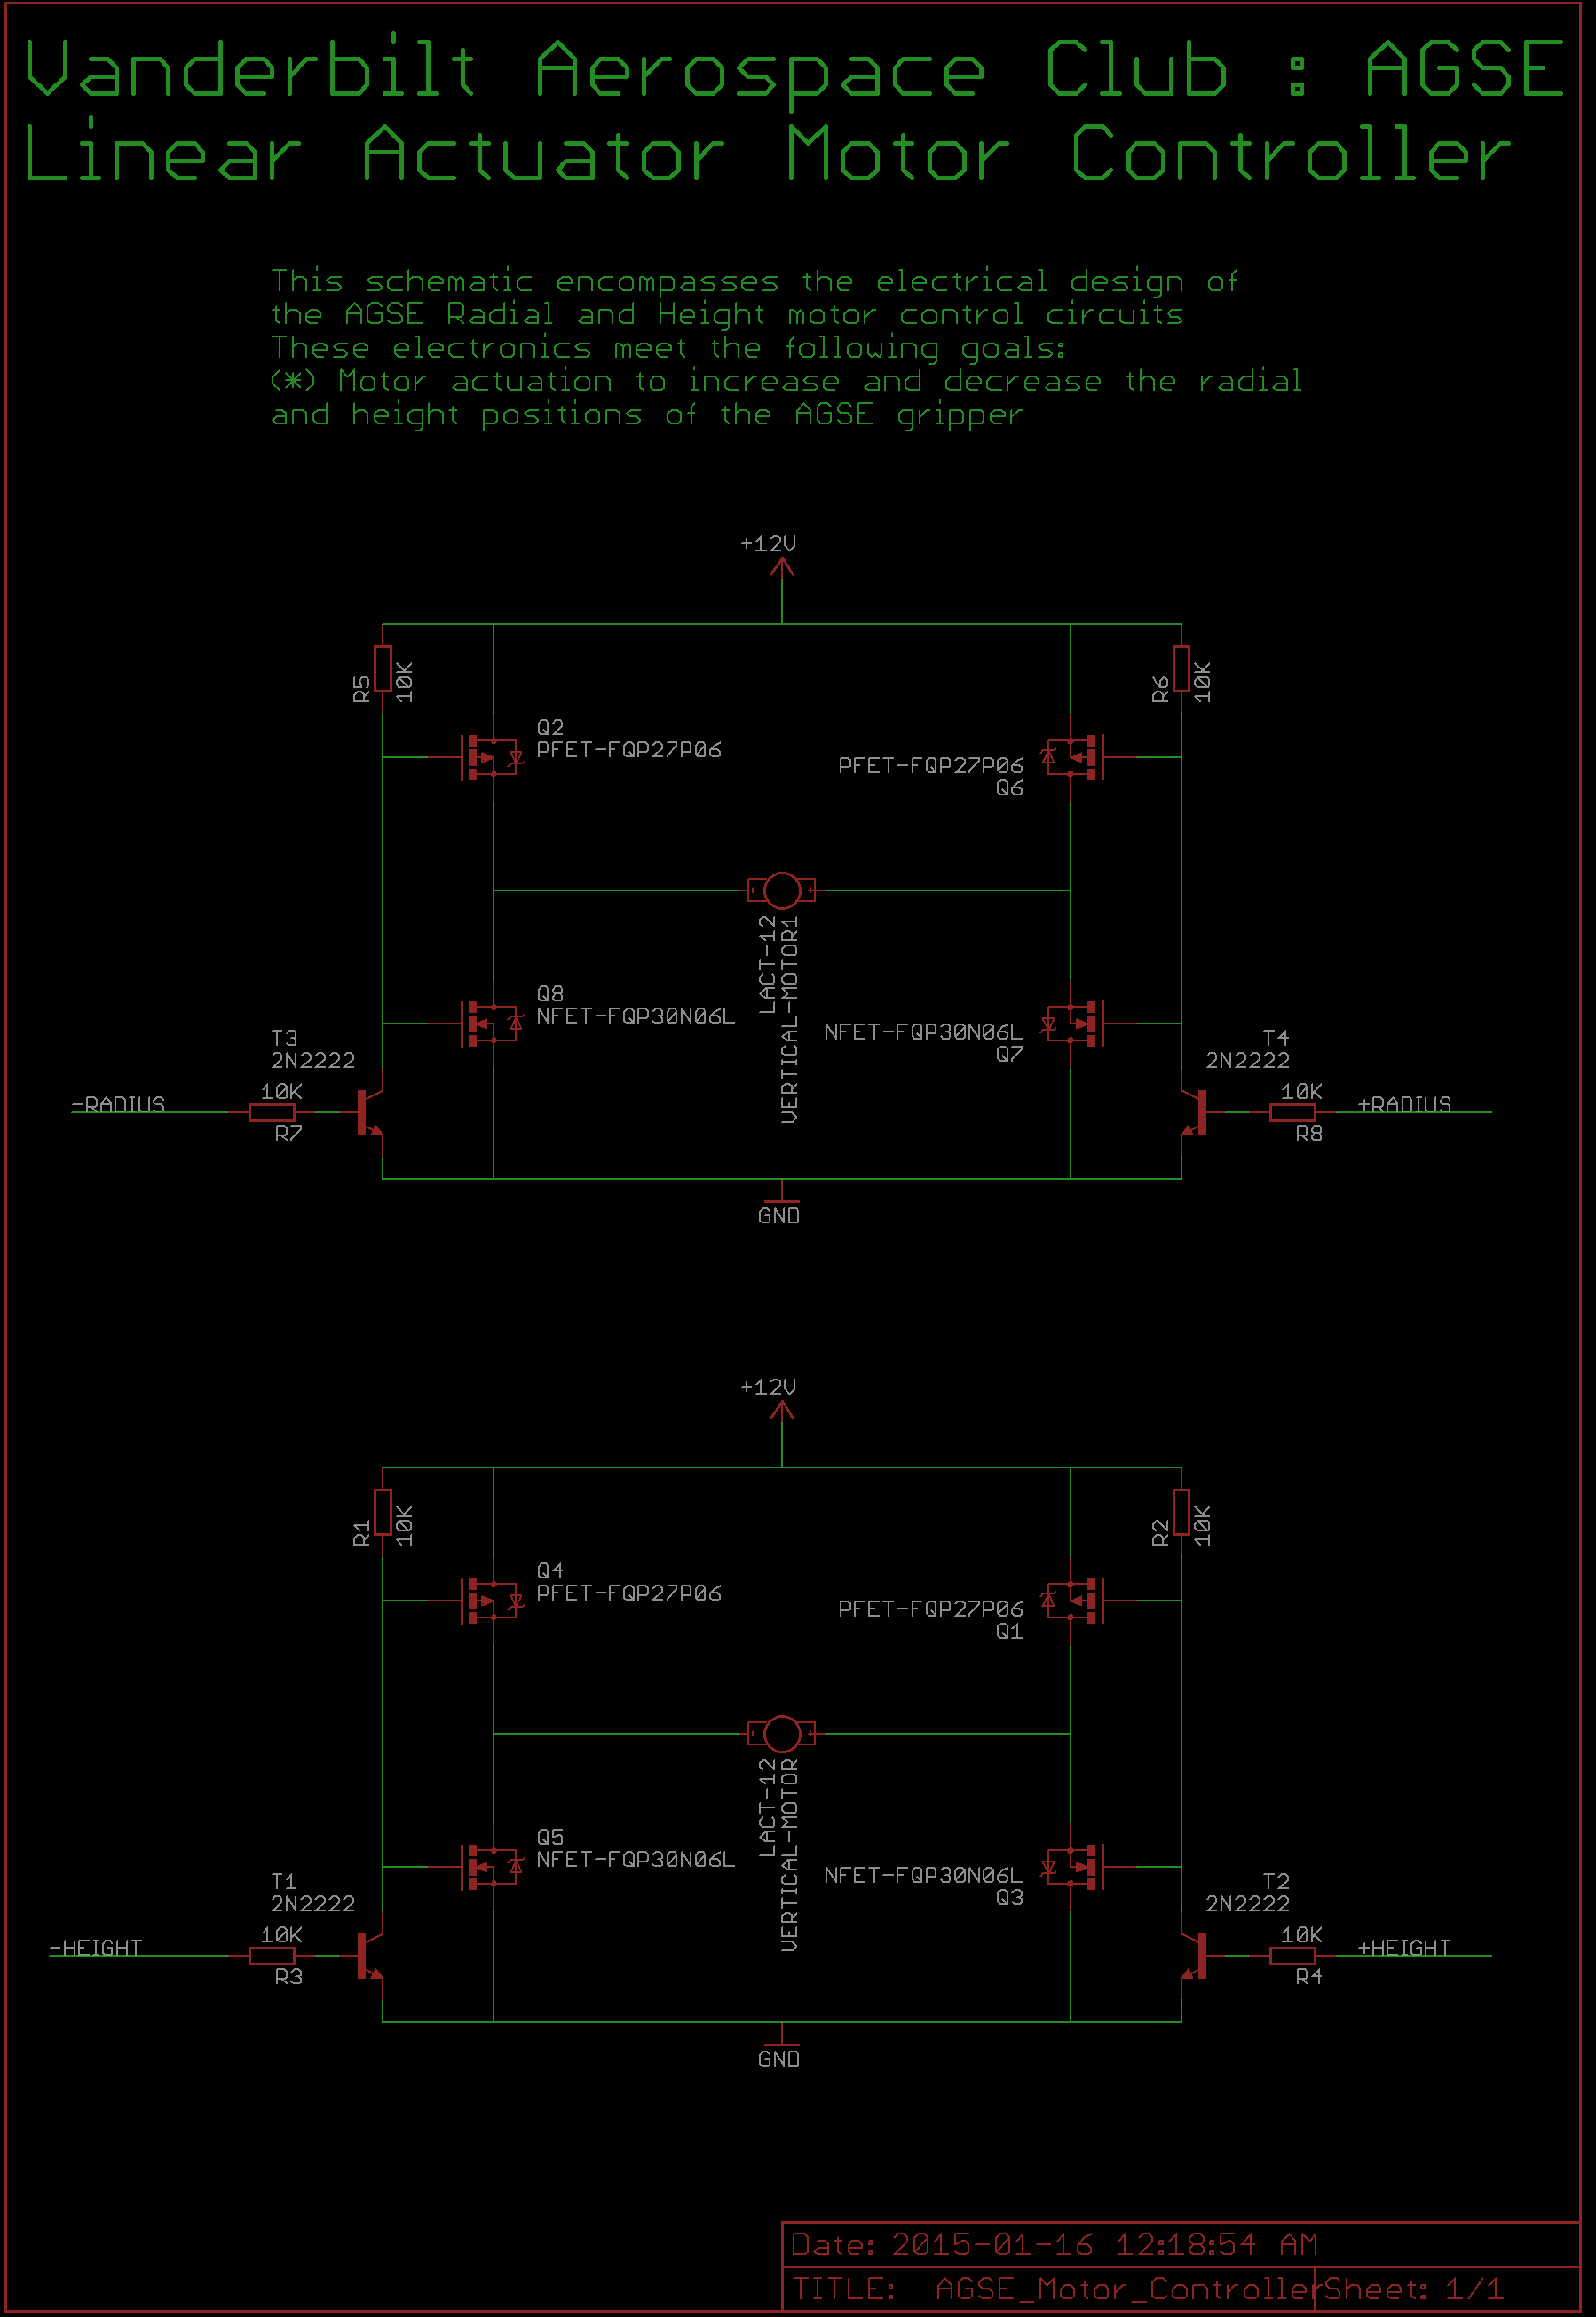 Vanderbilt Aerospace Club : AGSE
Linear Actuator Motor Controller
This schematic encompasses the electrical design of
the AGSE Radial and Height motor control circuits
These electronics meet the following goals:
(*) Motor actuation to increase and decrease the radial
and height positions of the AGSE gripper
+12V
R5
10K
R6
10K
Q2
PFET-FQP27P06
PFET-FQP27P06
Q6
LACT-12
VERTICAL-MOTOR1
Q8
NFET-FQP30N06L
NFET-FQP30N06L
Q7
T3
2N2222
T4
2N2222
-RADIUS
10K
R7
10K
R8
+RADIUS
GND
+12V
R1
10K
R2
10K
Q4
PFET-FQP27P06
PFET-FQP27P06
Q1
LACT-12
VERTICAL-MOTOR
Q5
NFET-FQP30N06L
NFET-FQP30N06L
Q3
T1
2N2222
T2
2N2222
-HEIGHT
10K
R3
10K
R4
+HEIGHT
GND
Date: 2015-01-16 12:18:54 AM
TITLE: AGSE_Motor_Controller
Sheet: 1/1